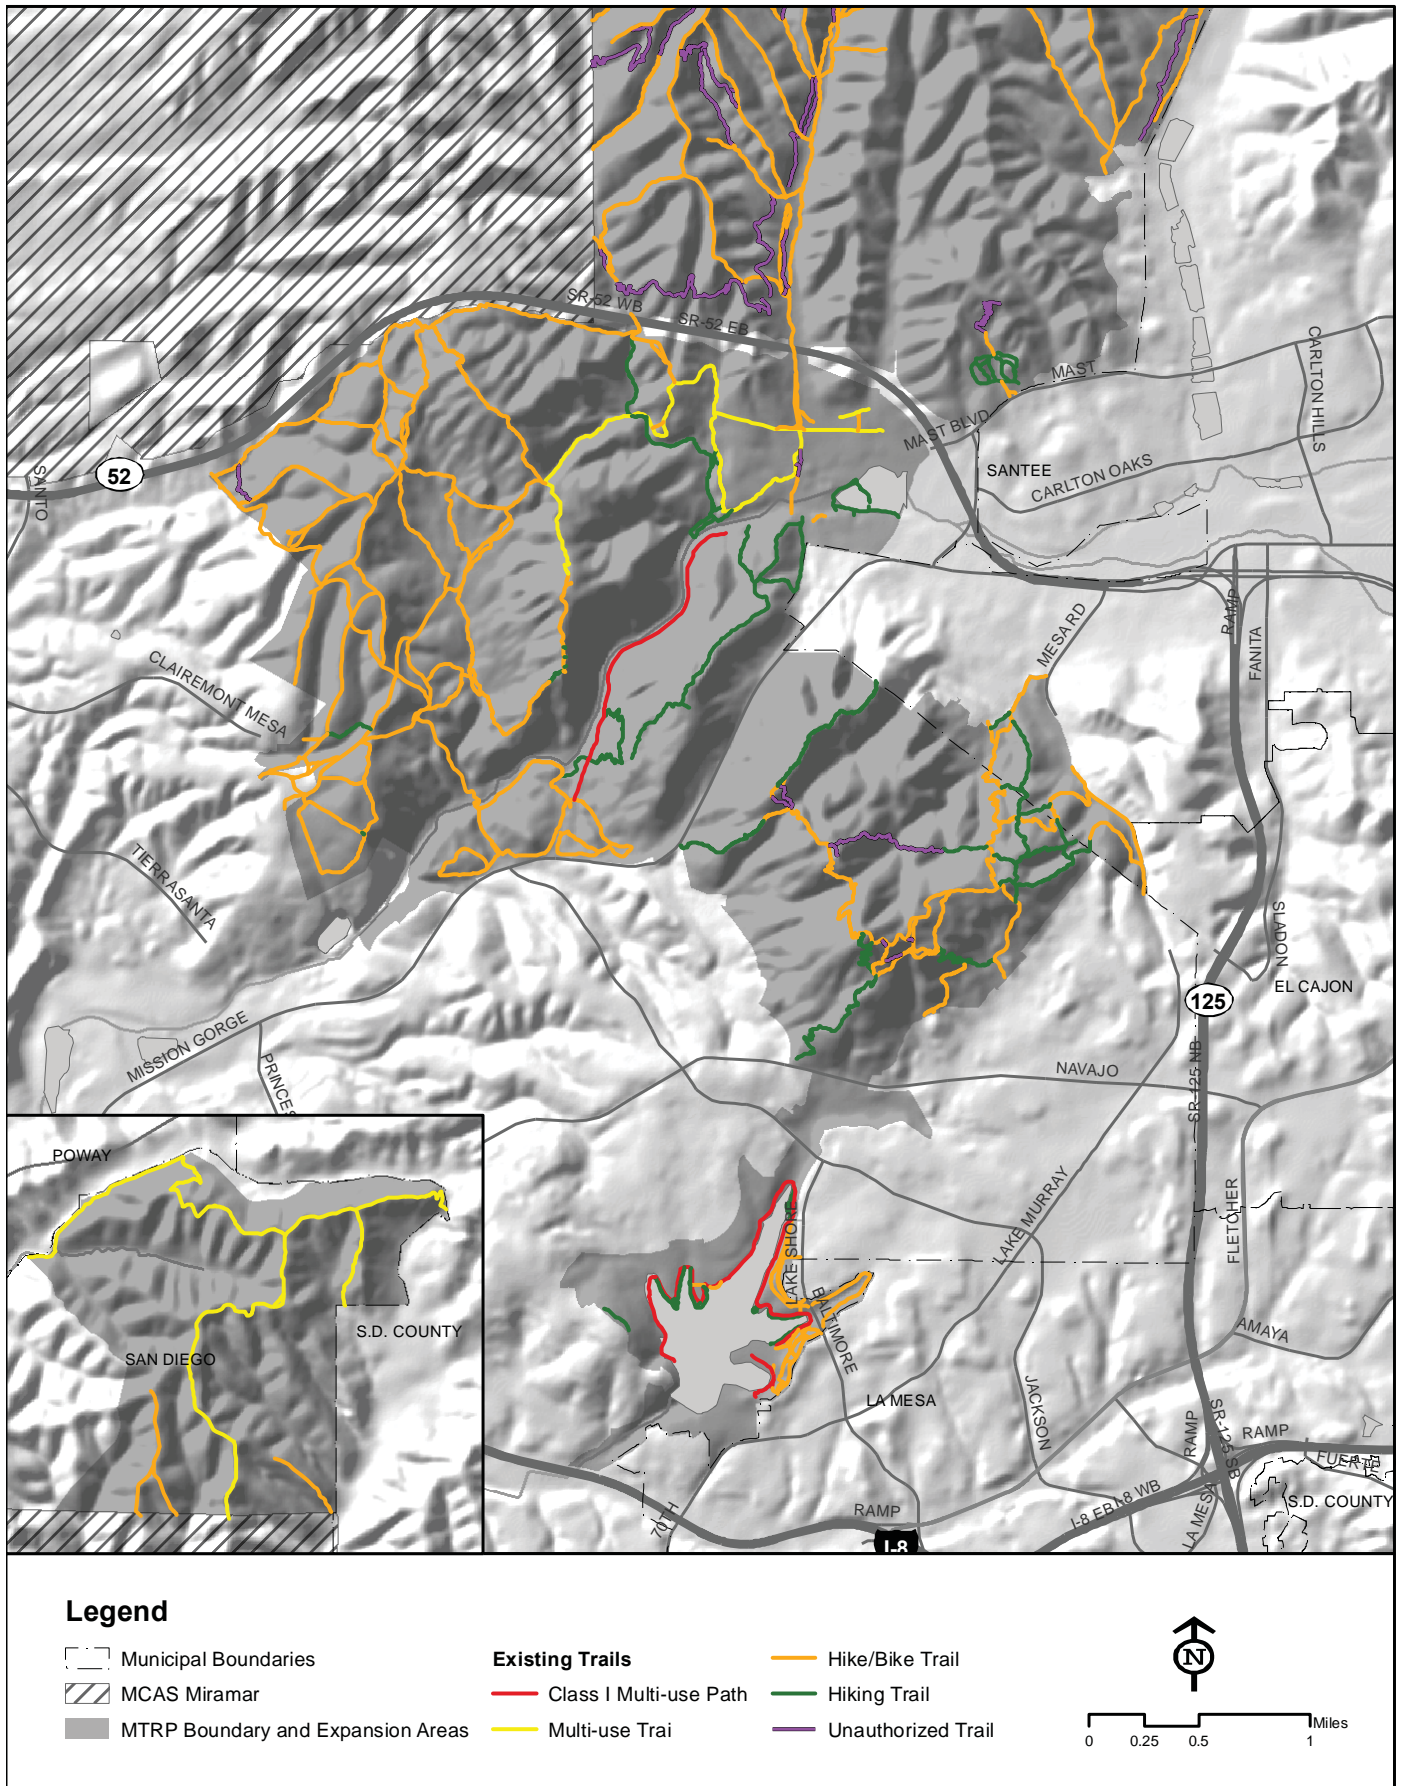 SR-52 WB
SR-52 EB
MAST
CARLTON HILLS
MAST BLVD
52
SANTO
SANTEE
CARLTON OAKS
MESA RD
RAMP
FANITA
CLAIREMONT MESA
TIERRASANTA
SLADON
EL CAJON
125
MISSION GORGE
PRINCES
NAVAJO
SR-125 NB
POWAY
LAKE SHORE
LAKE MURRAY
FLETCHER
BALTIMORE
S.D. COUNTY
SAN DIEGO
AMAYA
LA MESA
JACKSON
SR-125 SB
RAMP
RAMP
FUERTE
I-8 EB
I-8 WB
S.D. COUNTY
LA MESA
70TH
RAMP
I-8
Legend
Municipal Boundaries
MCAS Miramar
MTRP Boundary and Expansion Areas
Existing Trails
Class I Multi-use Path
Multi-use Trai
Hike/Bike Trail
Hiking Trail
Unauthorized Trail
N
Miles
0 0.25 0.5 1